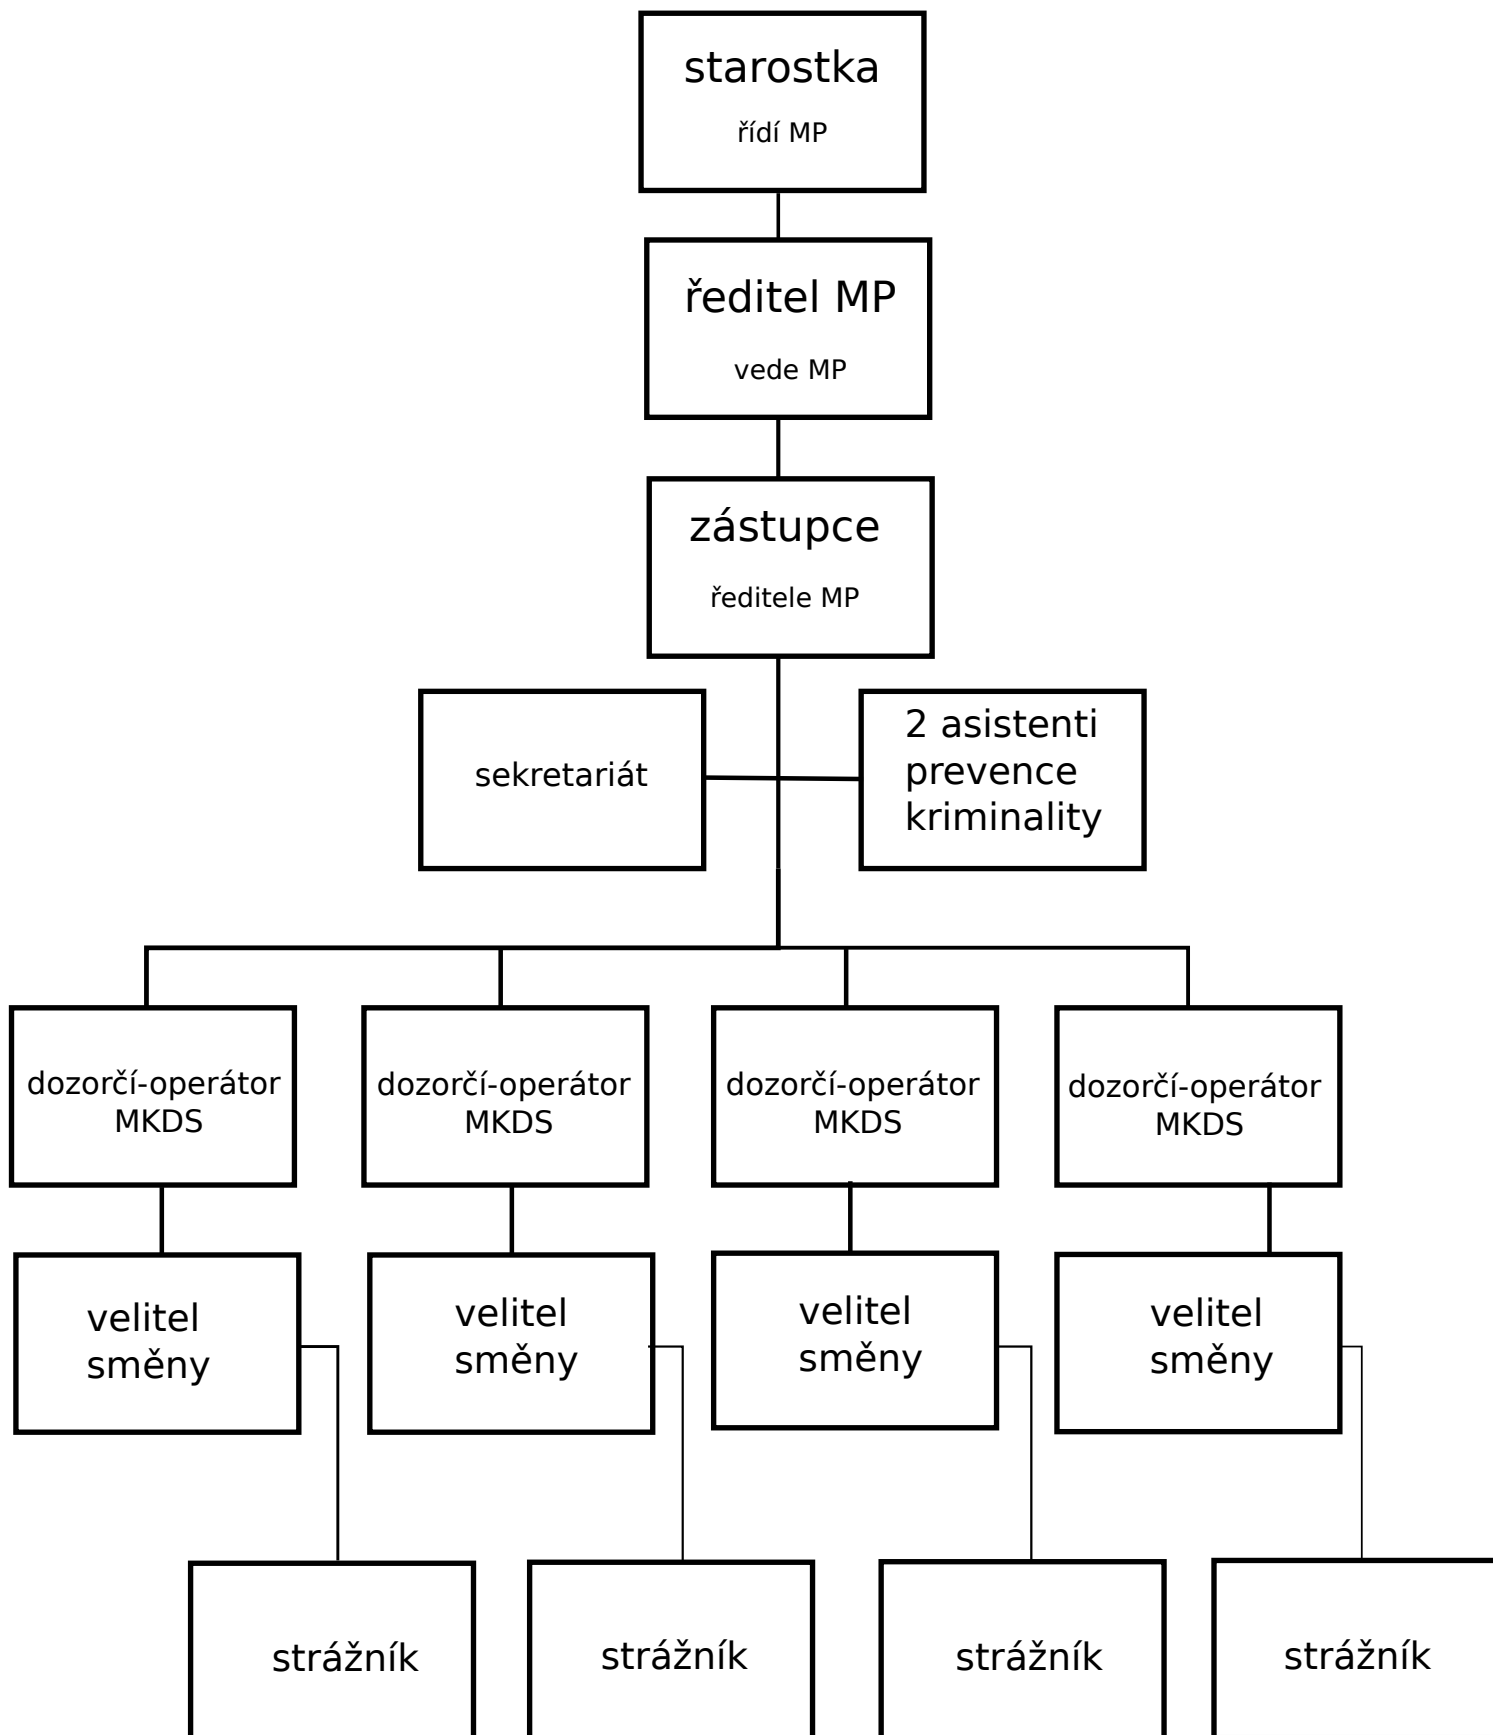 starostka
řídí MP
ředitel MP
vede MP
zástupce
ředitele MP
sekretariát
2 asistenti
prevence
kriminality
dozorčí-operátor
MKDS
dozorčí-operátor
MKDS
dozorčí-operátor
MKDS
dozorčí-operátor
MKDS
velitel
směny
velitel
směny
velitel
směny
velitel
směny
strážník
strážník
strážník
strážník